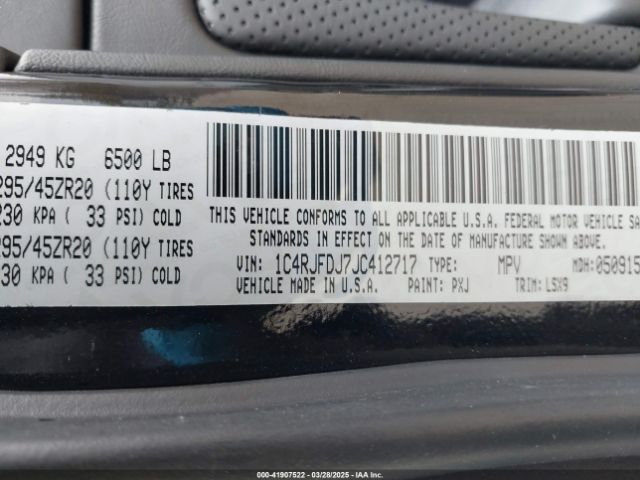 2949 KG 6500 LB
295/45ZR20 (110Y TIRES
230 KPA ( 33 PSI) COLD
295/45ZR20 (110Y TIRES
230 KPA ( 33 PSI) COLD
THIS VEHICLE CONFORMS TO ALL APPLICABLE U.S.A. FEDERAL MOTOR VEHICLE SA
STANDARDS IN EFFECT ON THE DATE OF MANUFACTURE SHOWN ABOVE.
VIN: 1C4RJFDJ7JC412717 TYPE: MPV MDH: 050915
VEHICLE MADE IN U.S.A. PAINT: PXJ TRIM: LSX9
000-41907522 — 03/28/2025 — IAAI.COM